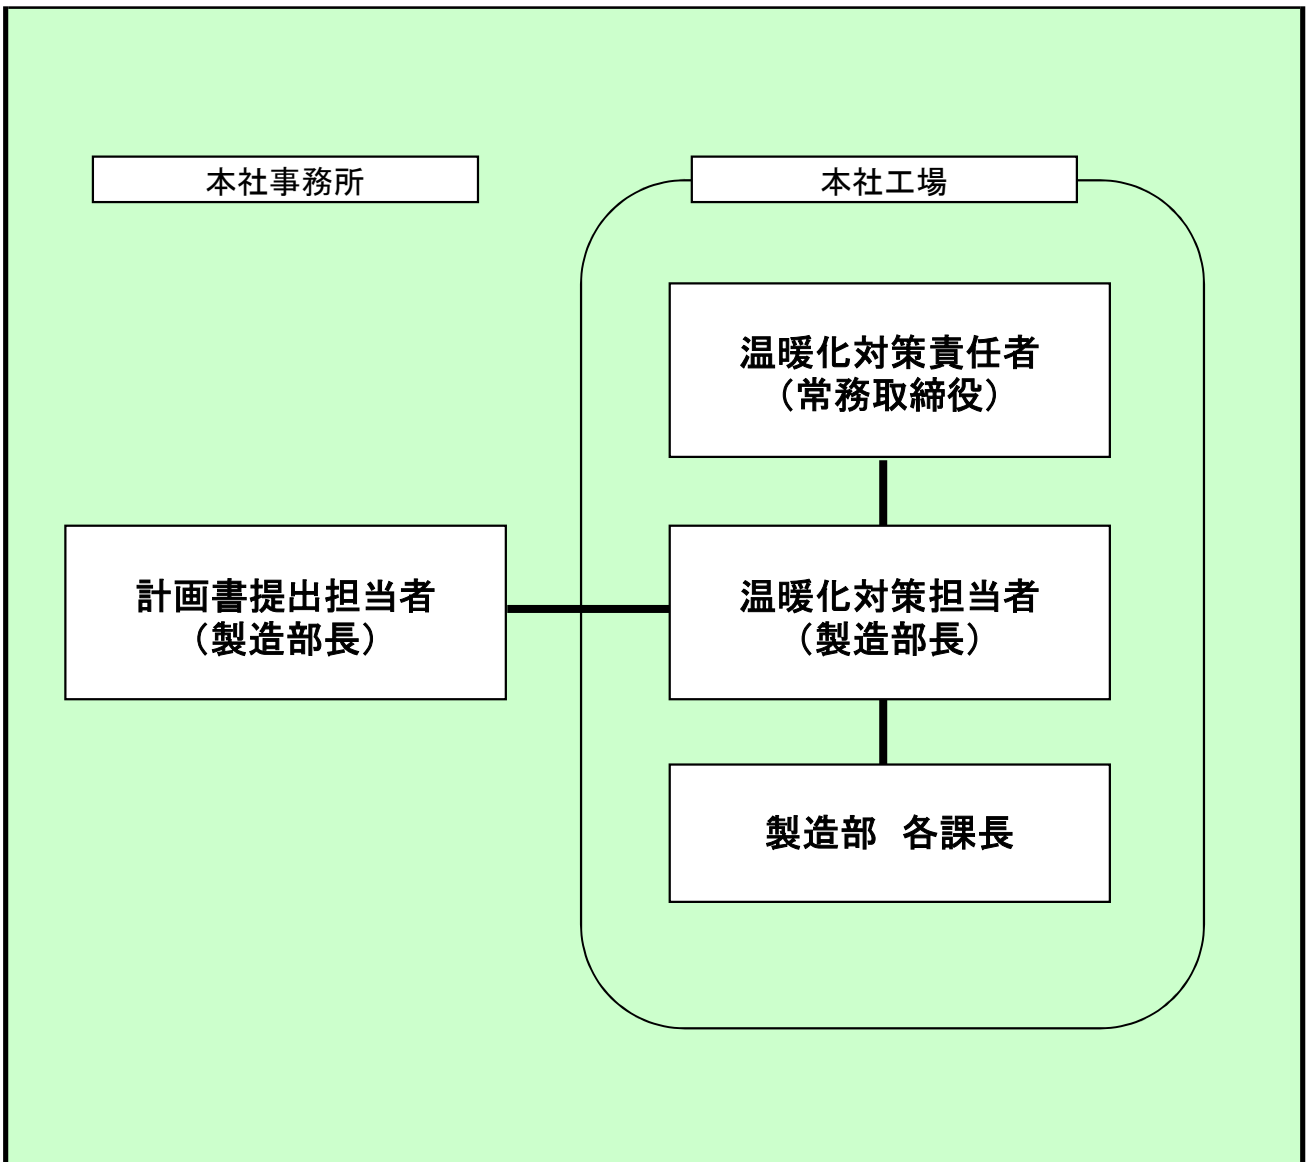 本社事務所
本社工場
温暖化対策責任者
（常務取締役）
計画書提出担当者
（製造部長）
温暖化対策担当者
（製造部長）
製造部　各課長